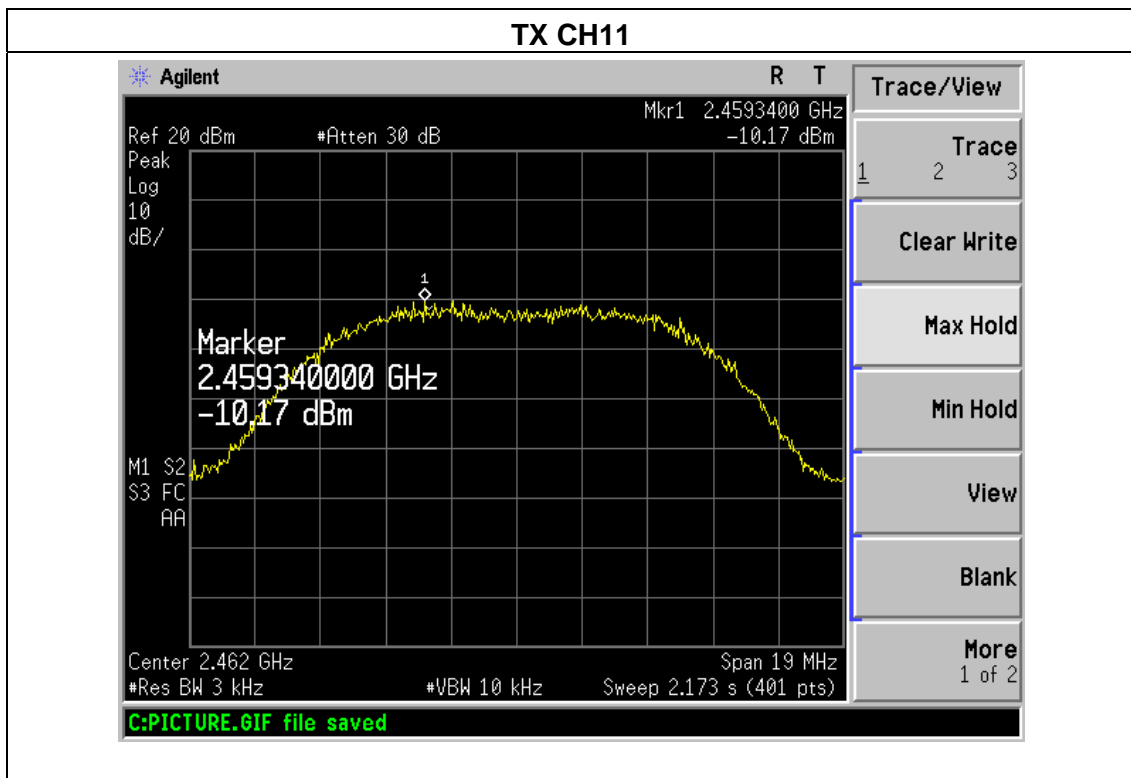 TX CH11
Agilent R T
Mkr1 2.4593400 GHz
Ref 20 dBm #Atten 30 dB -10.17 dBm
Peak
Log
10
dB/
1
Marker
2.459340000 GHz
-10.17 dBm
M1 S2
S3 FC
AA
Center 2.462 GHz Span 19 MHz
#Res BW 3 kHz #VBW 10 kHz Sweep 2.173 s (401 pts)
C:PICTURE.GIF file saved
Trace/View
Trace
1 2 3
Clear Write
Max Hold
Min Hold
View
Blank
More
1 of 2